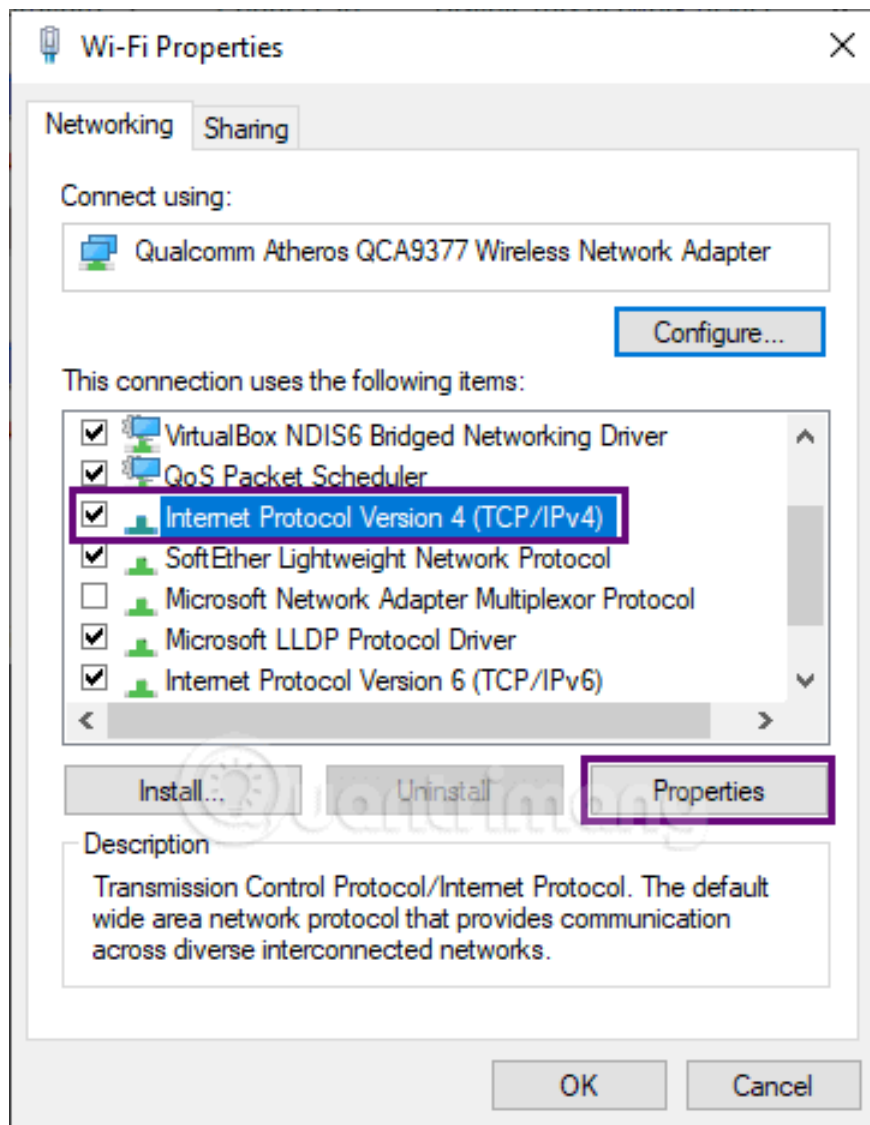 Wi-Fi Properties
Networking
Sharing
Connect using:
Qualcomm Atheros QCA9377 Wireless Network Adapter
Configure...
This connection uses the following items:
VirtualBox NDIS6 Bridged Networking Driver
QoS Packet Scheduler
Internet Protocol Version 4 (TCP/IPv4)
SoftEther Lightweight Network Protocol
Microsoft Network Adapter Multiplexor Protocol
Microsoft LLDP Protocol Driver
Internet Protocol Version 6 (TCP/IPv6)
Install...
Uninstall
Properties
Quantrimang
Description
Transmission Control Protocol/Internet Protocol. The default
wide area network protocol that provides communication
across diverse interconnected networks.
OK
Cancel